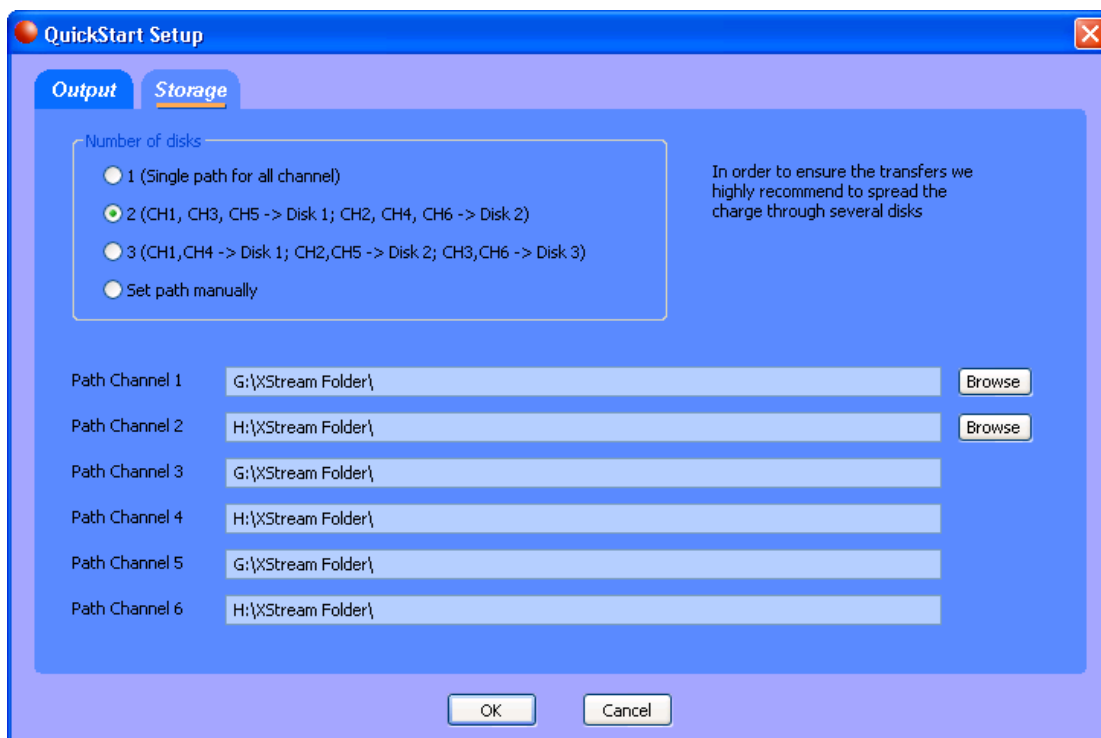 QuickStart Setup
Output
Storage
Number of disks
1 (Single path for all channel)
2 (CH1, CH3, CH5 -> Disk 1; CH2, CH4, CH6 -> Disk 2)
3 (CH1,CH4 -> Disk 1; CH2,CH5 -> Disk 2; CH3,CH6 -> Disk 3)
Set path manually
In order to ensure the transfers we
highly recommend to spread the
charge through several disks
Path Channel 1
G:\XStream Folder\
Browse
Path Channel 2
H:\XStream Folder\
Browse
Path Channel 3
G:\XStream Folder\
Path Channel 4
H:\XStream Folder\
Path Channel 5
G:\XStream Folder\
Path Channel 6
H:\XStream Folder\
OK
Cancel